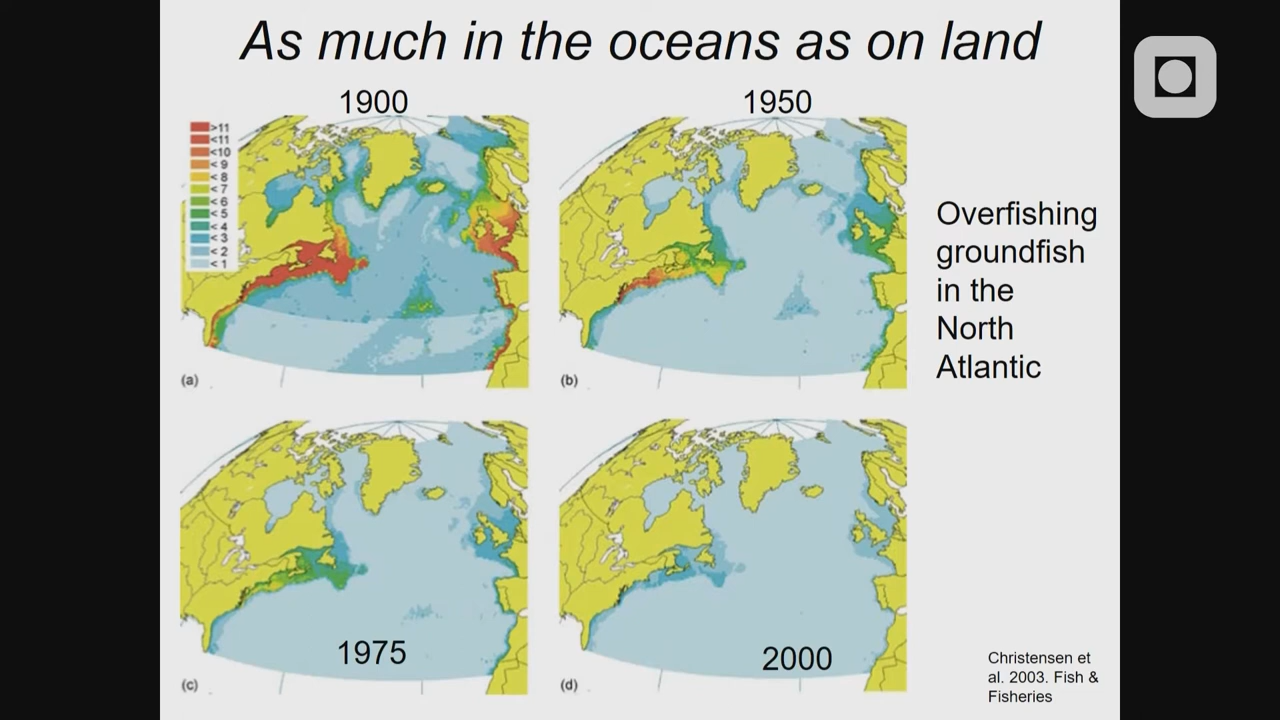 As much in the oceans as on land
1900
1950
>11
<11
<10
< 9
< 8
< 7
< 6
< 5
< 4
< 3
< 2
< 1
(a)
(b)
Overfishing
groundfish
in the
North
Atlantic
1975
2000
(c)
(d)
Christensen et
al. 2003. Fish &
Fisheries